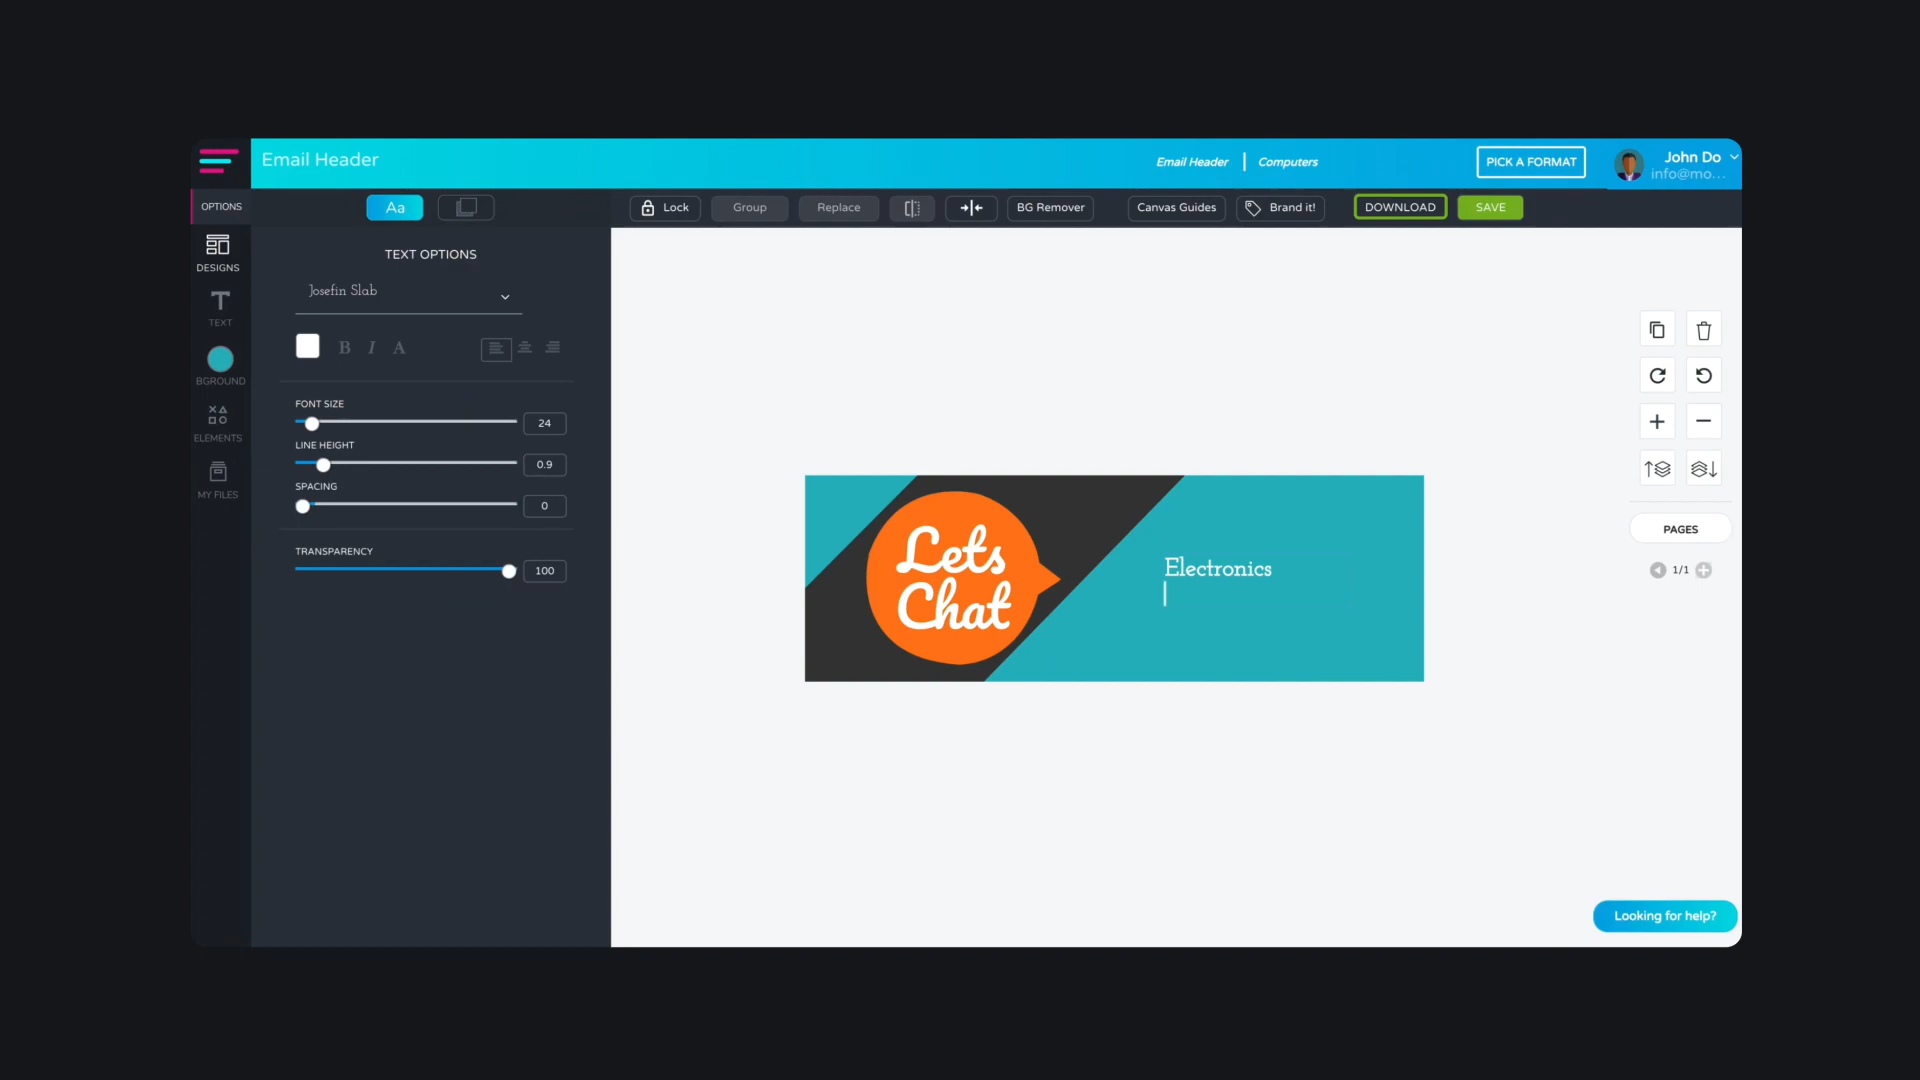 Email Header
Email Header
Computers
PICK A FORMAT
John Do
info@mo...
OPTIONS
Aa
Lock
Group
Replace
BG Remover
Canvas Guides
Brand it!
DOWNLOAD
SAVE
DESIGNS
TEXT
BGROUND
ELEMENTS
MY FILES
TEXT OPTIONS
Josefin Slab
B I A
FONT SIZE
24
LINE HEIGHT
0.9
SPACING
0
TRANSPARENCY
100
Lets
Chat
Electronics
PAGES
1/1
Looking for help?